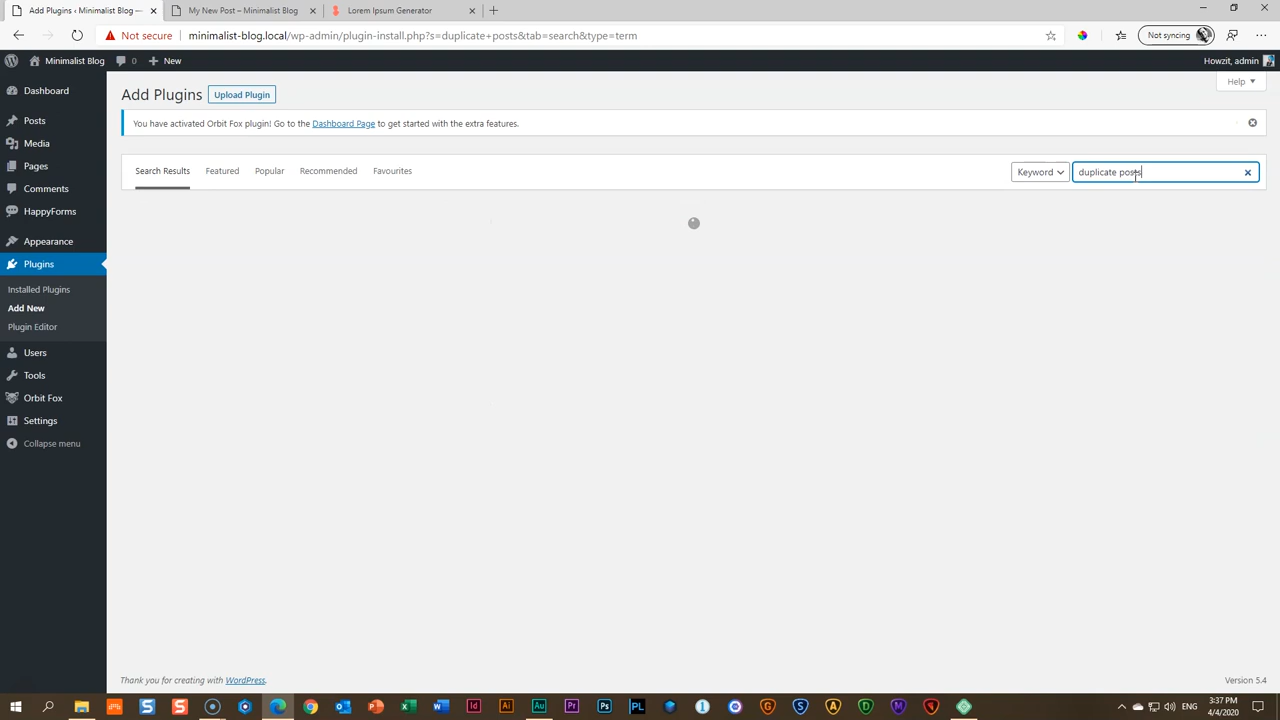 Add Plugins ‹ Minimalist Blog —
My New Post – Minimalist Blog
Lorem Ipsum Generator
Not secure
minimalist-blog.local/wp-admin/plugin-install.php?s=duplicate+posts&tab=search&type=term
Not syncing
Minimalist Blog
0
New
Howzit, admin
Help
Dashboard
Posts
Media
Pages
Comments
HappyForms
Appearance
Plugins
Installed Plugins
Add New
Plugin Editor
Users
Tools
Orbit Fox
Settings
Collapse menu
Add Plugins
Upload Plugin
You have activated Orbit Fox plugin! Go to the Dashboard Page to get started with the extra features.
Search Results
Featured
Popular
Recommended
Favourites
Keyword
duplicate posts
Thank you for creating with WordPress.
Version 5.4
ENG
3:37 PM
4/4/2020